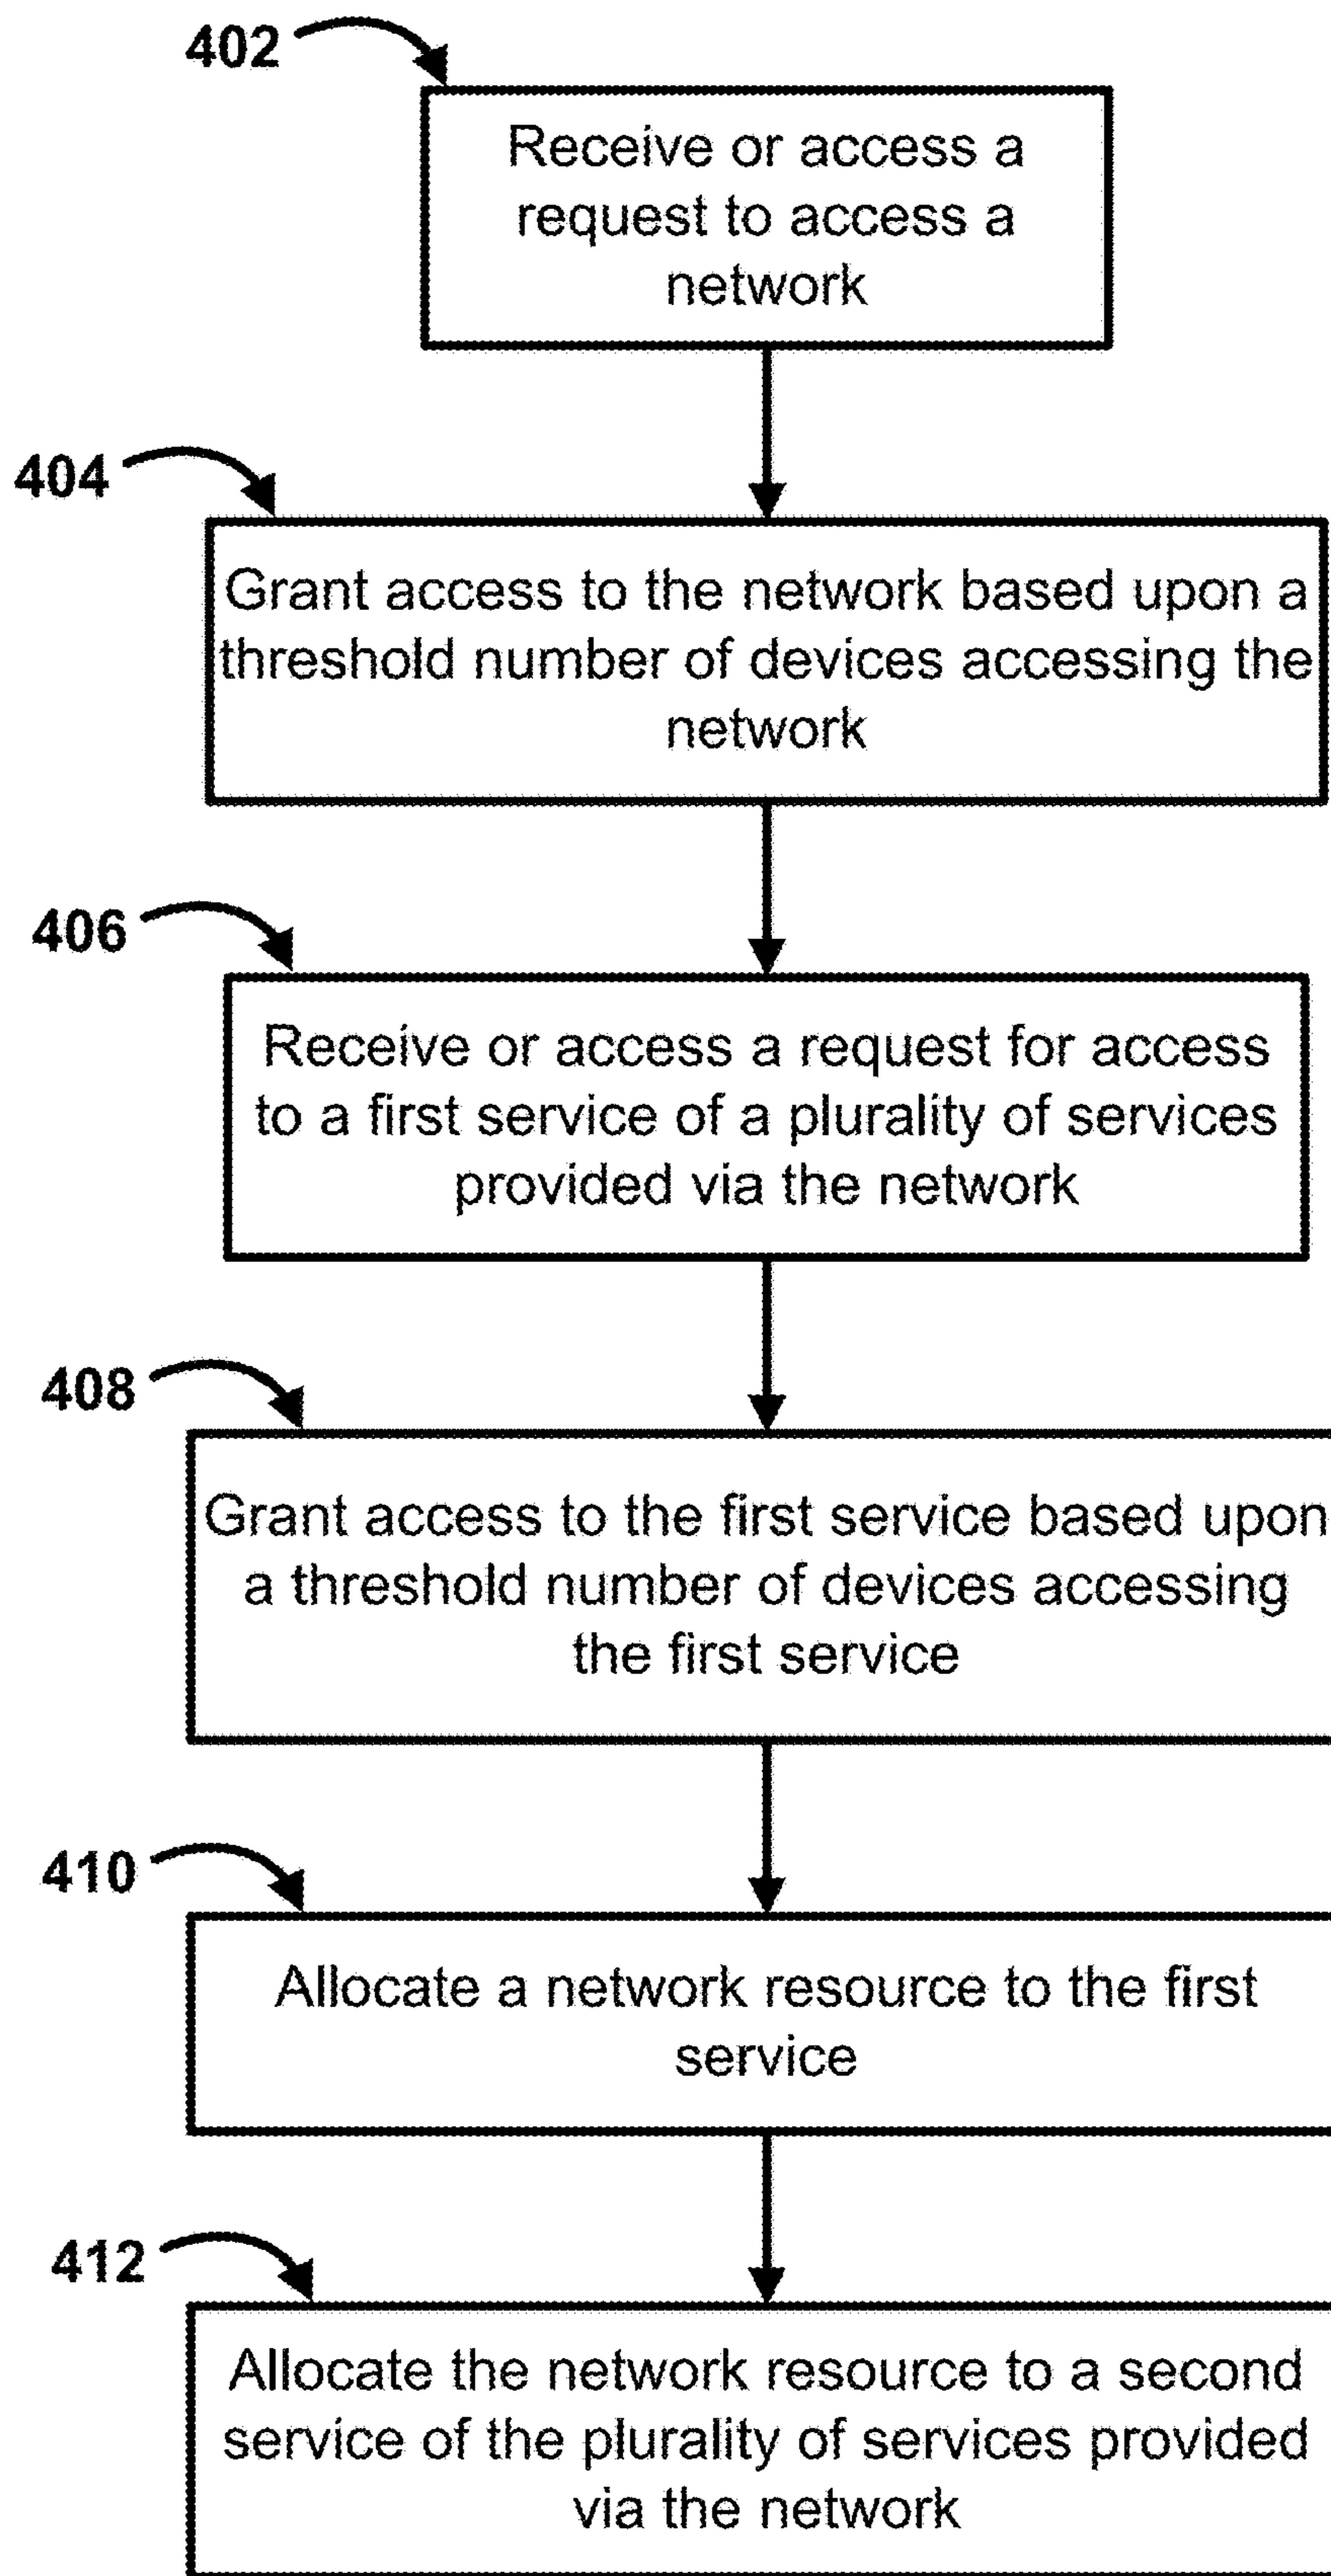 402
Receive or access a
request to access a
network
404
Grant access to the network based upon a
threshold number of devices accessing the
network
406
Receive or access a request for access
to a first service of a plurality of services
provided via the network
408
Grant access to the first service based upon
a threshold number of devices accessing
the first service
410
Allocate a network resource to the first
service
412
Allocate the network resource to a second
service of the plurality of services provided
via the network